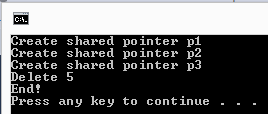 C:\.
Create shared pointer p1
Create shared pointer p2
Create shared pointer p3
Delete 5
End!
Press any key to continue . . .